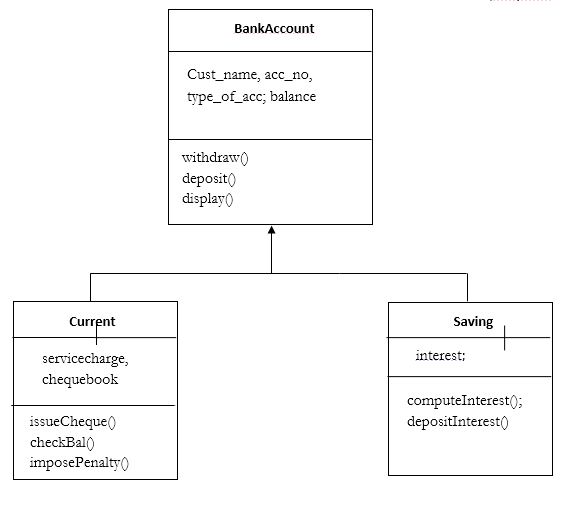 BankAccount
Cust_name, acc_no,
type_of_acc; balance
withdraw()
deposit()
display()
Current
servicecharge,
chequebook
issueCheque()
checkBal()
imposePenalty()
Saving
interest;
computeInterest();
depositInterest()